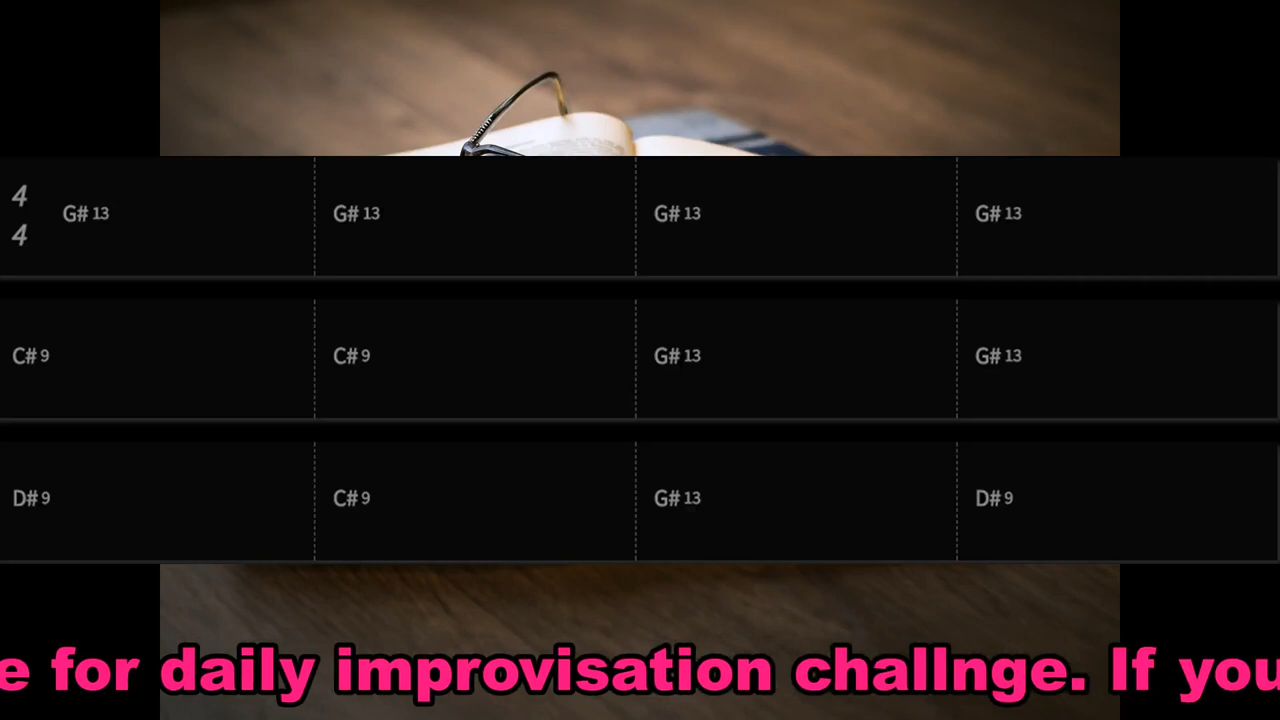 4
4
G# 13 G# 13 G# 13 G# 13
C# 9 C# 9 G# 13 G# 13
D# 9 C# 9 G# 13 D# 9
e for daily improvisation challnge. If you